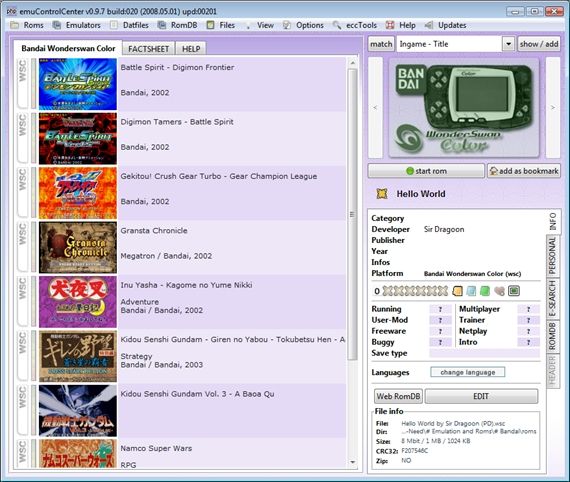 emuControlCenter v0.9.7 build:020 (2008.05.01) upd:00201
Roms Emulators Datfiles RomDB Files View Options eccTools Help Updates
Bandai Wonderswan Color FACTSHEET HELP
WSC
Battle Spirit - Digimon Frontier
Bandai, 2002
WSC
Digimon Tamers - Battle Spirit
Bandai, 2002
WSC
Gekitou! Crush Gear Turbo - Gear Champion League
Bandai, 2002
WSC
Gransta Chronicle
Megatron / Bandai, 2002
WSC
犬夜叉
Inu Yasha - Kagome no Yume Nikki
Adventure
Bandai / Bandai, 2002
WSC
Kidou Senshi Gundam - Giren no Yabou - Tokubetsu Hen - A
Strategy
Bandai / Bandai, 2003
WSC
Kidou Senshi Gundam Vol. 3 - A Baoa Qu
WSC
Namco Super Wars
RPG
match Ingame - Title show / add
BAN
DAI
WonderSwan
Color
start rom add as bookmark
Hello World
Category
Developer Sir Dragoon
Publisher
Year
Infos
Platform Bandai Wonderswan Color (wsc)
0
Running ? Multiplayer ?
User-Mod ? Trainer ?
Freeware ? Netplay ?
Buggy ? Intro ?
Save type
Languages change language
Web RomDB EDIT
File info
File: Hello World by Sir Dragoon (PD).wsc
Dir: ...-Need\# Emulation and Roms\# Bandai\roms
Size: 8 Mbit / 1 MB / 1024 KB
CRC32: F207546C
Zip: NO
INFO
PERSONAL
E-SEARCH
ROMDB
HEADER